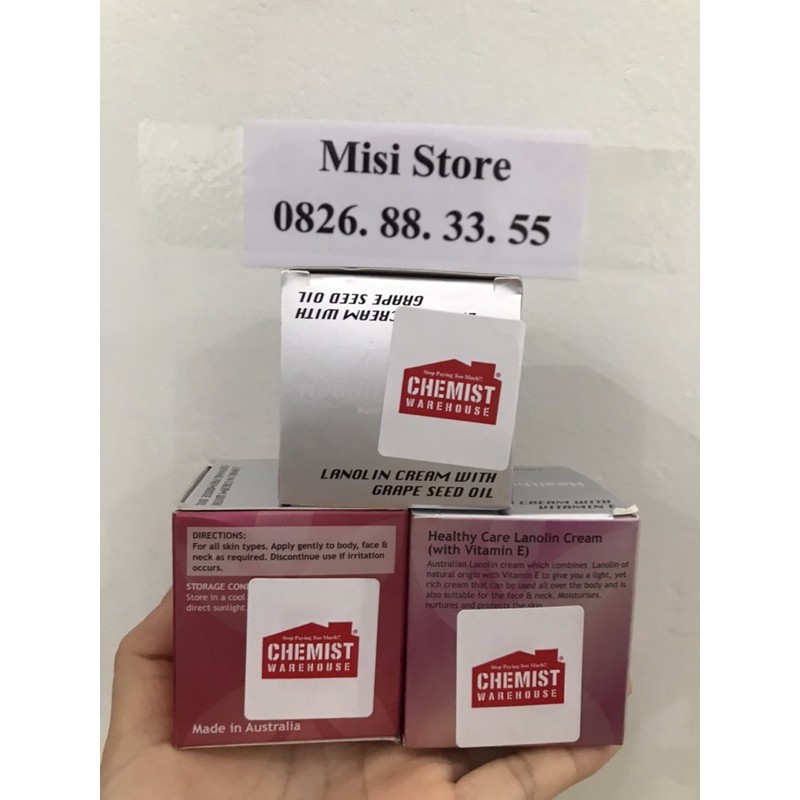 Misi Store
0826. 88. 33. 55
GRAPE SEED OIL
CREAM WITH
Stop Paying Too Much!!
CHEMIST
WAREHOUSE
LANOLIN CREAM WITH
GRAPE SEED OIL
DIRECTIONS:
For all skin types. Apply gently to body, face &
neck as required. Discontinue use if irritation
occurs.
STORAGE
Store in a cool
direct sunlight.
Stop Paying Too Much!!
CHEMIST
WAREHOUSE
Made in Australia
CREAM WITH
VITAMIN E
Healthy Care Lanolin Cream
(with Vitamin E)
Australian Lanolin cream which combines Lanolin of
natural origin with Vitamin E to give you a light, yet
rich cream that can be used all over the body and is
also suitable for the face & neck. Moisturises,
nurtures and protects the skin
Stop Paying Too Much!!
CHEMIST
WAREHOUSE